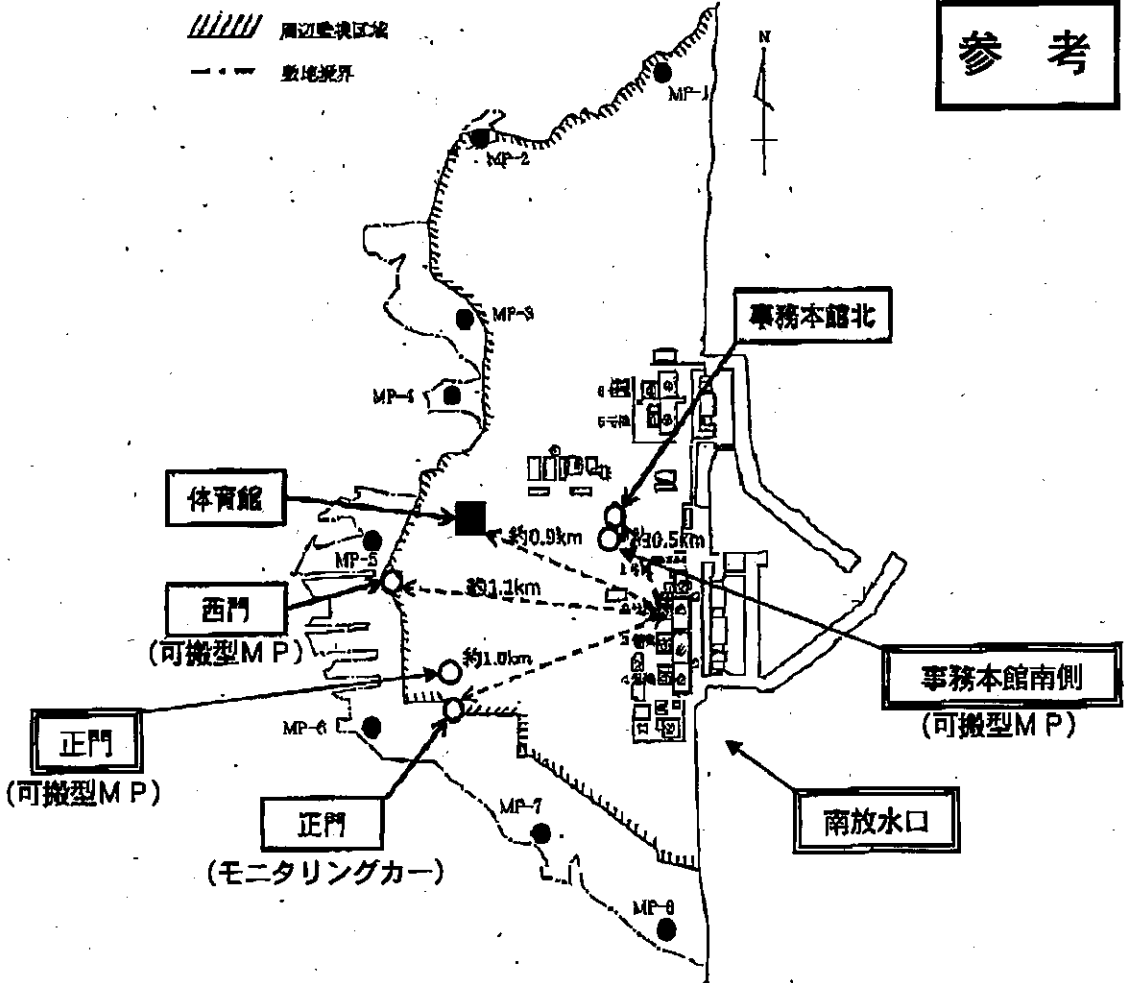 周辺監視区域
敷地境界
参 考
N
MP-1
MP-2
MP-3
事務本館北
MP-4
体育館
約0.9km
約0.5km
MP-5
約1.1km
西門
(可搬型MP)
約1.0km
事務本館南側
(可搬型MP)
正門
(可搬型MP)
MP-6
南放水口
正門
(モニタリングカー)
MP-7
MP-8